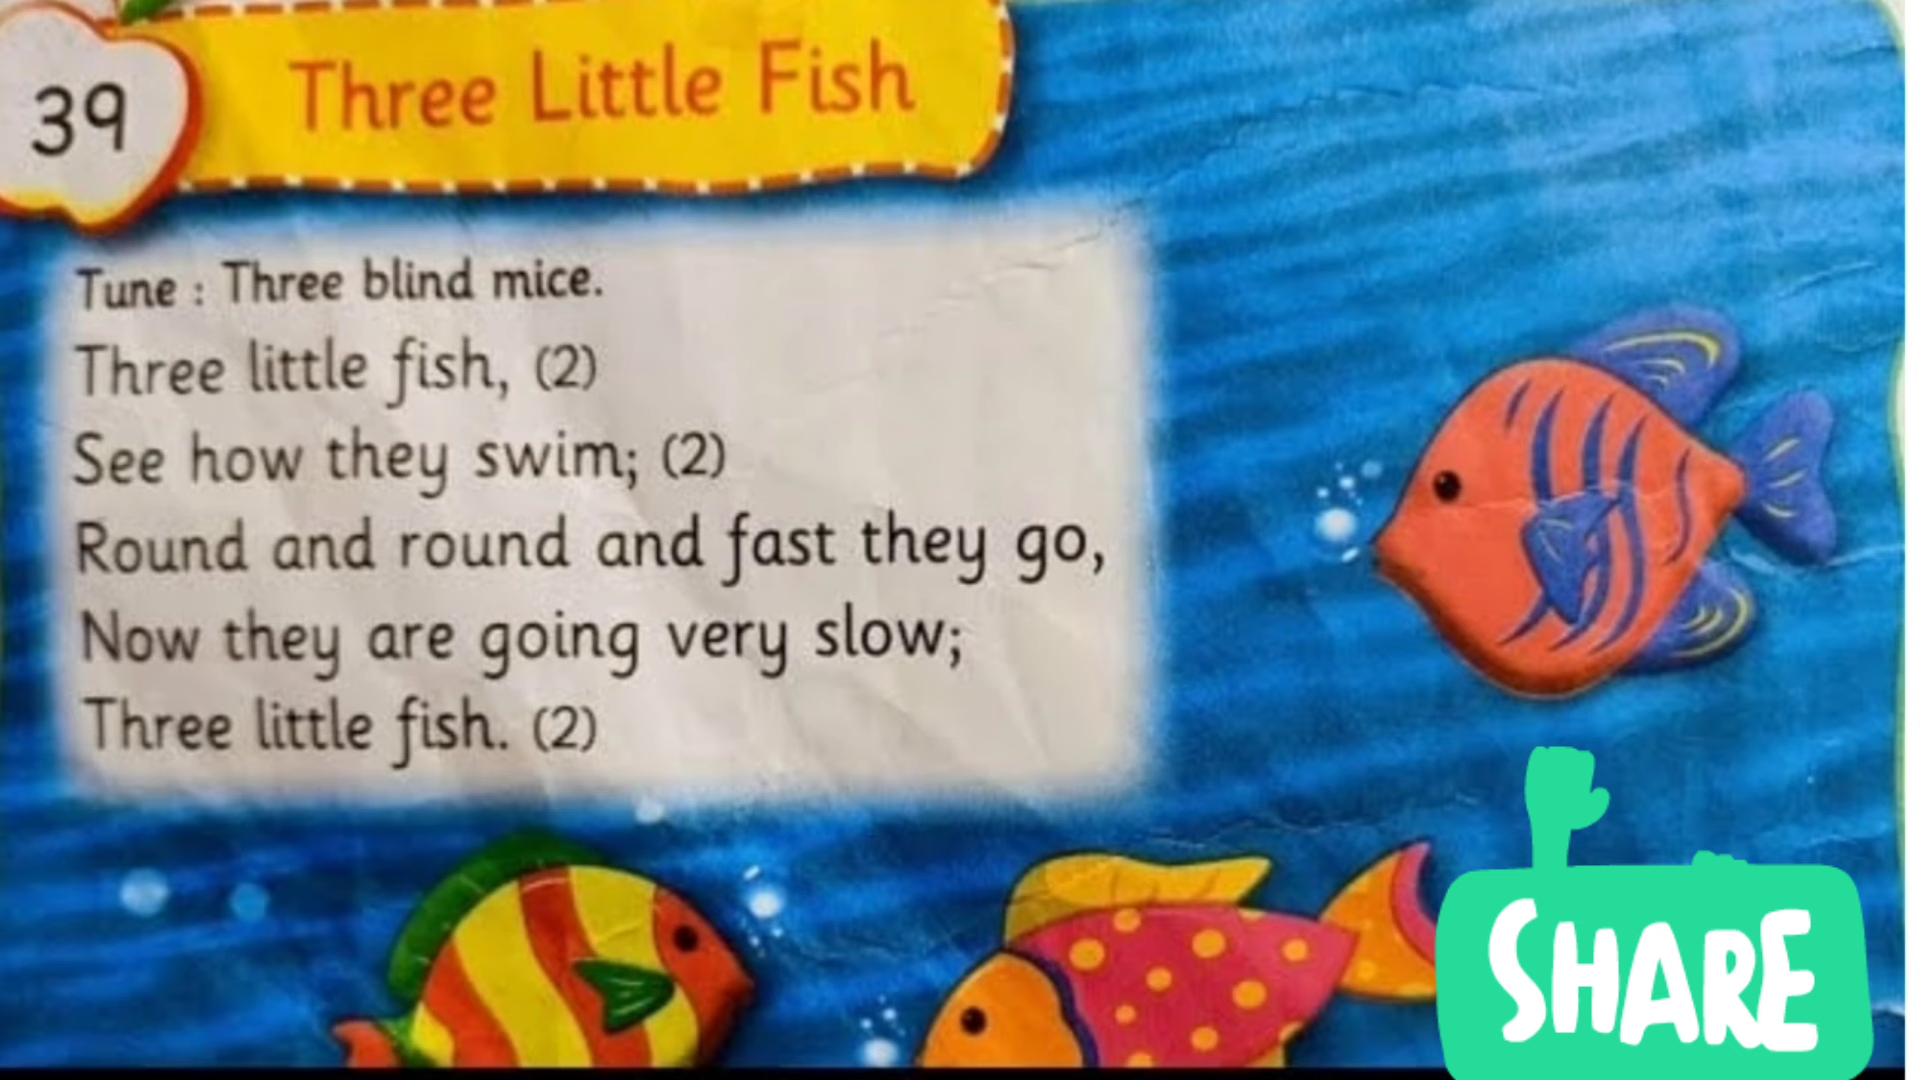 39
Three Little Fish
Tune : Three blind mice.
Three little fish, (2)
See how they swim; (2)
Round and round and fast they go,
Now they are going very slow;
Three little fish. (2)
SHARE